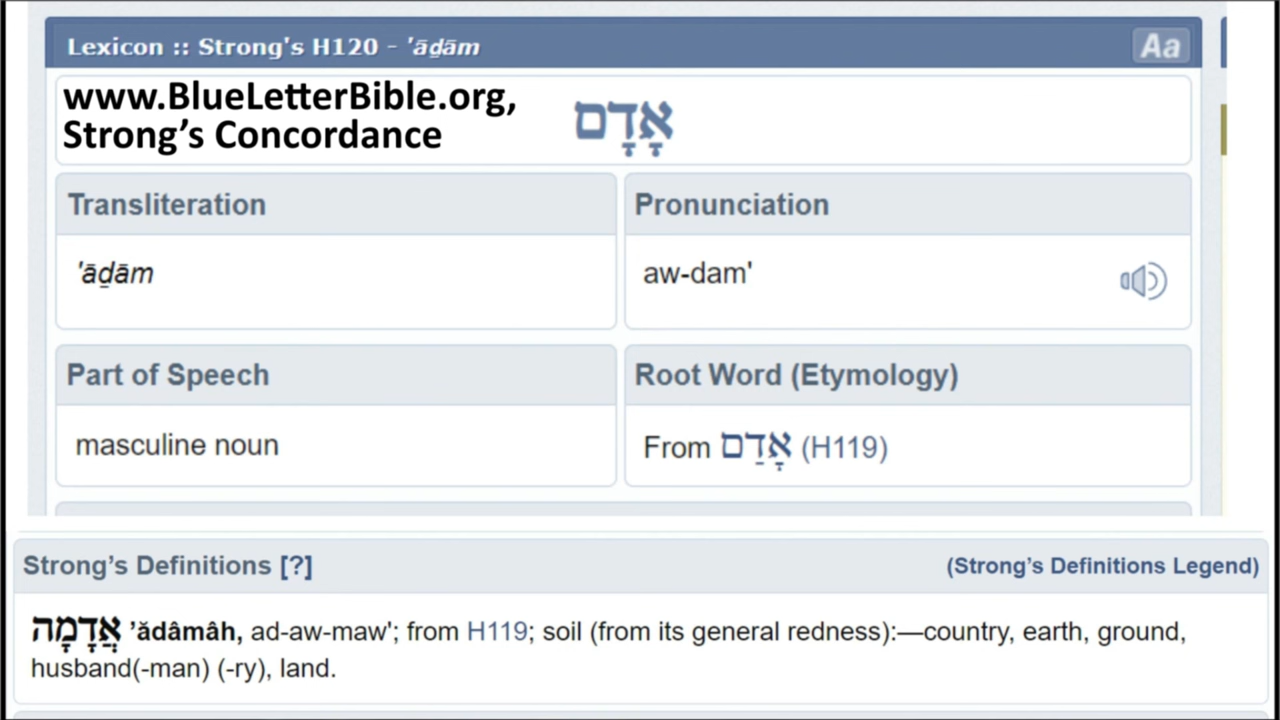 Lexicon :: Strong's H120 - 'āḏām
Aa
www.BlueLetterBible.org,
Strong’s Concordance
אָדָם
Transliteration
Pronunciation
'āḏām
aw-dam'
Part of Speech
Root Word (Etymology)
masculine noun
From אָדַם (H119)
Strong’s Definitions [?]
(Strong’s Definitions Legend)
אֲדָמָה ’ădâmâh, ad-aw-maw'; from H119; soil (from its general redness):—country, earth, ground,
husband(-man) (-ry), land.